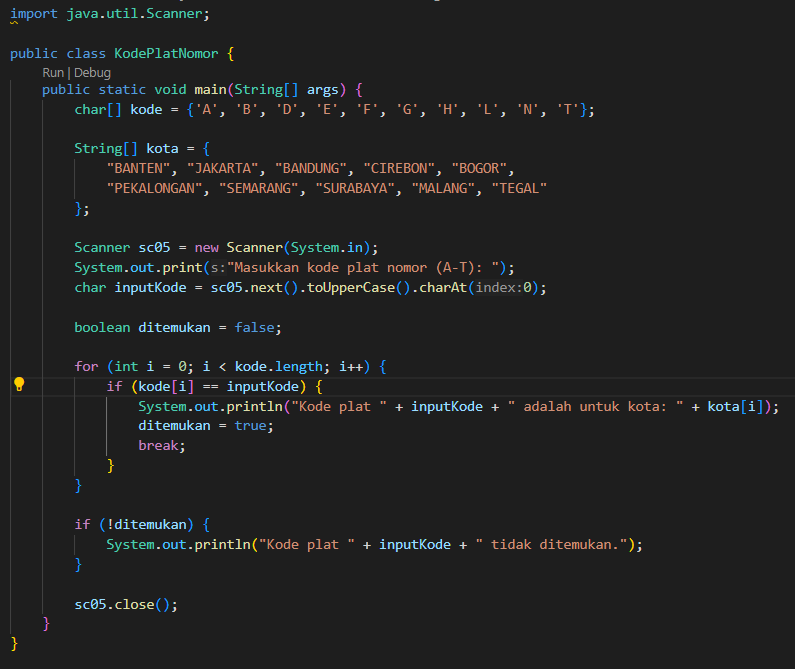 import java.util.Scanner;
public class KodePlatNomor {
Run | Debug
public static void main(String[] args) {
char[] kode = {'A', 'B', 'D', 'E', 'F', 'G', 'H', 'L', 'N', 'T'};
String[] kota = {
"BANTEN", "JAKARTA", "BANDUNG", "CIREBON", "BOGOR",
"PEKALONGAN", "SEMARANG", "SURABAYA", "MALANG", "TEGAL"
};
Scanner sc05 = new Scanner(System.in);
System.out.print(s:"Masukkan kode plat nomor (A-T): ");
char inputKode = sc05.next().toUpperCase().charAt(index:0);
boolean ditemukan = false;
for (int i = 0; i < kode.length; i++) {
if (kode[i] == inputKode) {
System.out.println("Kode plat " + inputKode + " adalah untuk kota: " + kota[i]);
ditemukan = true;
break;
}
}
if (!ditemukan) {
System.out.println("Kode plat " + inputKode + " tidak ditemukan.");
}
sc05.close();
}
}